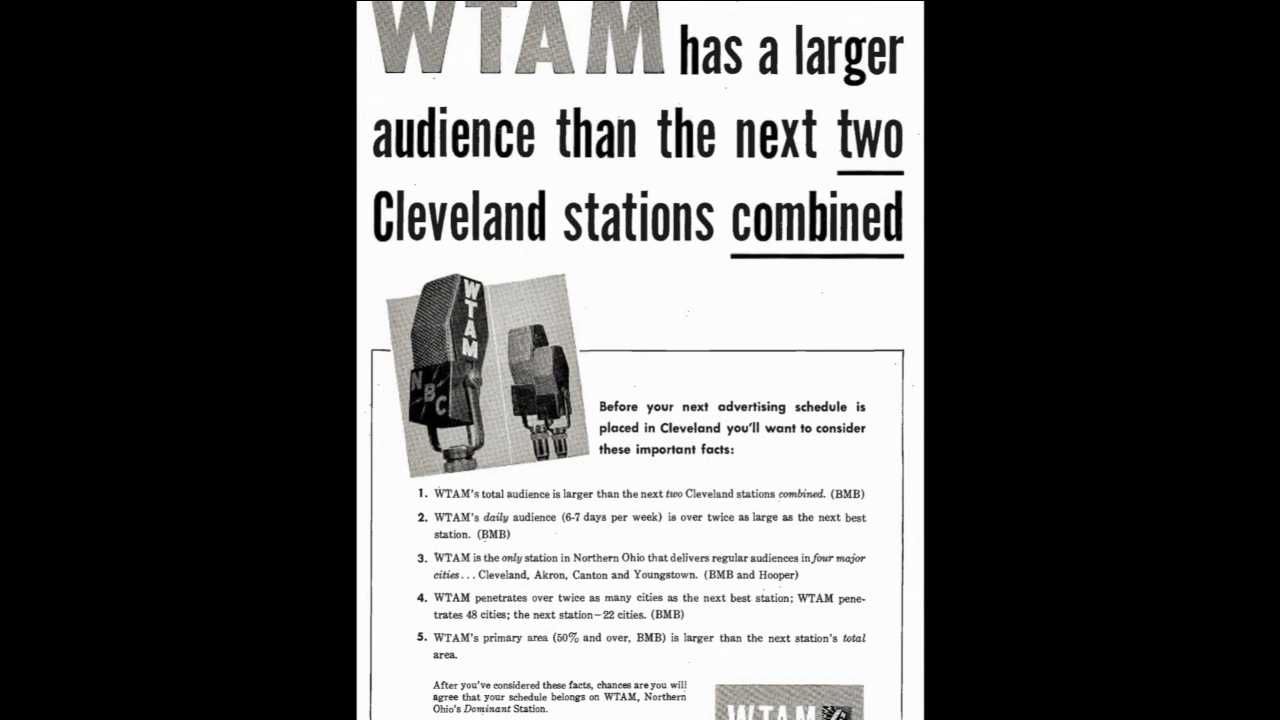 WTAM has a larger
audience than the next two
Cleveland stations combined
WTAM
NBC
Before your next advertising schedule is
placed in Cleveland you'll want to consider
these important facts:
1. WTAM's total audience is larger than the next two Cleveland stations combined. (BMB)
2. WTAM's daily audience (6-7 days per week) is over twice as large as the next best
station. (BMB)
3. WTAM is the only station in Northern Ohio that delivers regular audiences in four major
cities... Cleveland, Akron, Canton and Youngstown. (BMB and Hooper)
4. WTAM penetrates over twice as many cities as the next best station; WTAM pene-
trates 48 cities; the next station—22 cities. (BMB)
5. WTAM's primary area (50% and over, BMB) is larger than the next station's total
area.
After you've considered these facts, chances are you will
agree that your schedule belongs on WTAM, Northern
Ohio's Dominant Station.
WTAM